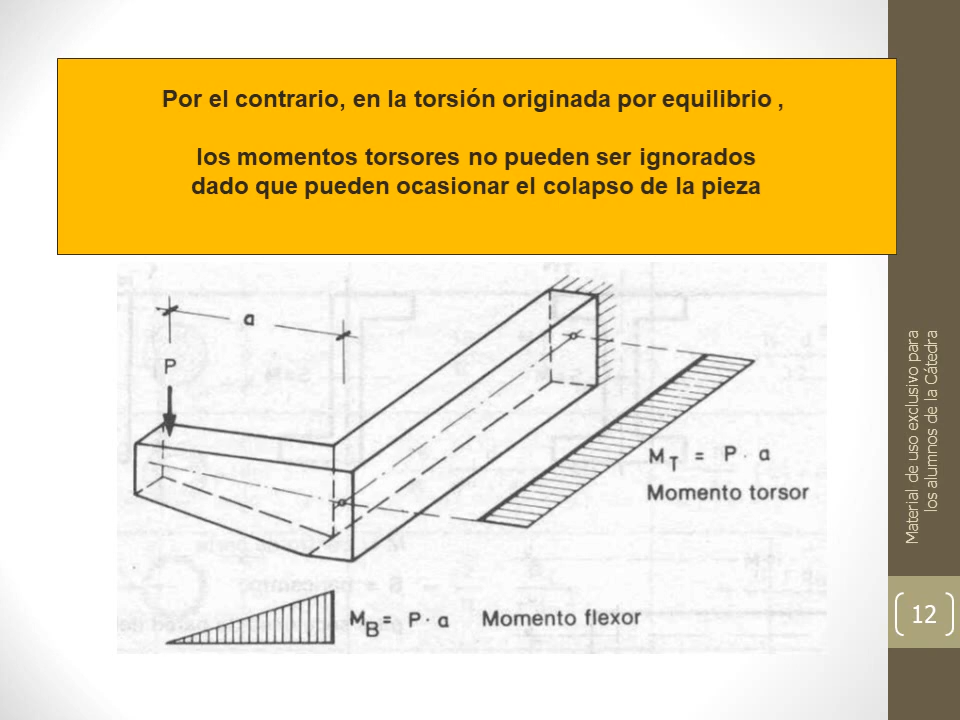 Por el contrario, en la torsión originada por equilibrio ,
los momentos torsores no pueden ser ignorados
dado que pueden ocasionar el colapso de la pieza
a
P
M_T = P · a
Momento torsor
M_B = P · a Momento flexor
Material de uso exclusivo para
los alumnos de la Cátedra
12